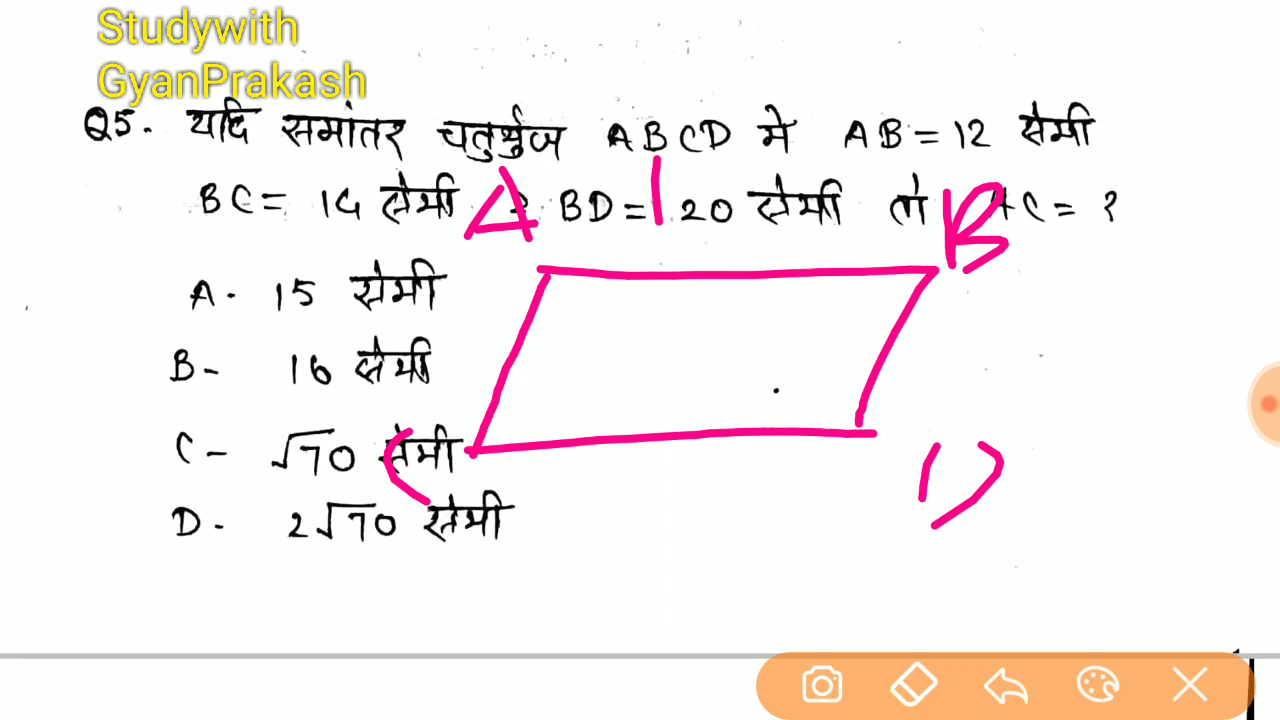 Studywith
GyanPrakash
Q5. यदि समांतर चतुर्भुज ABCD मे AB = 12 सेमी
BC = 14 सेमी BD = 20 सेमी तो AC = ?
A
B
A. 15 सेमी
B- 16 सेमी
C- √70 सेमी
C
D
D. 2√70 सेमी